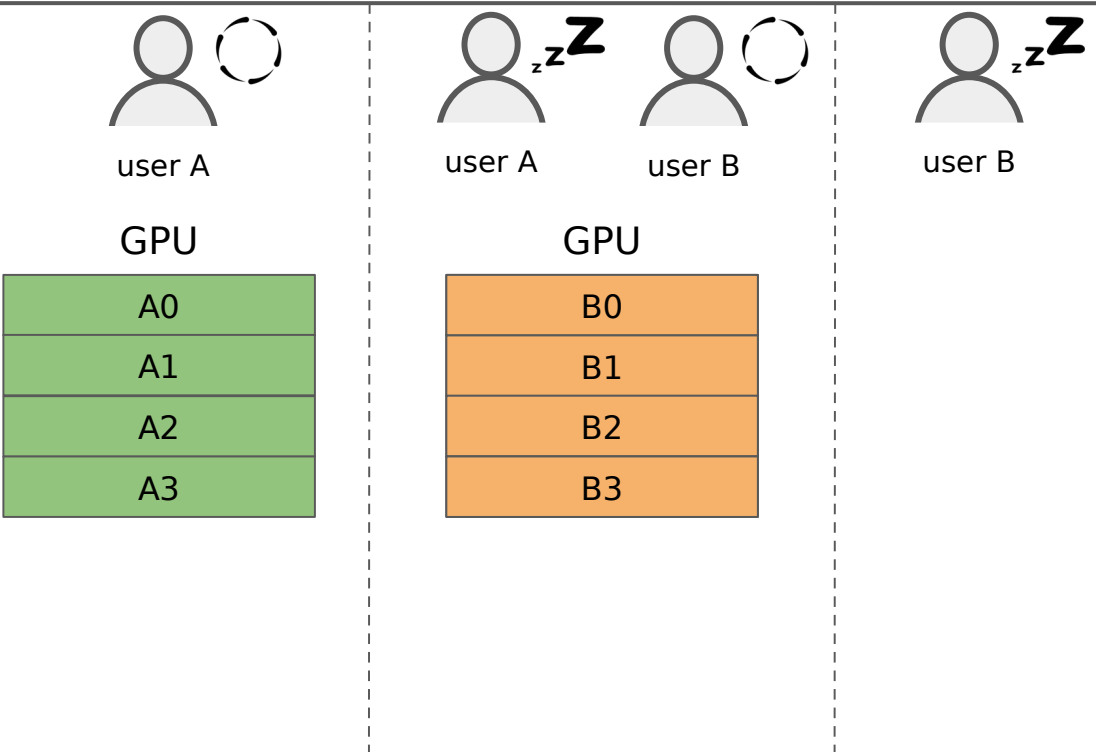 user A
GPU
A0
A1
A2
A3
z z Z
user A
user B
GPU
B0
B1
B2
B3
z z Z
user B